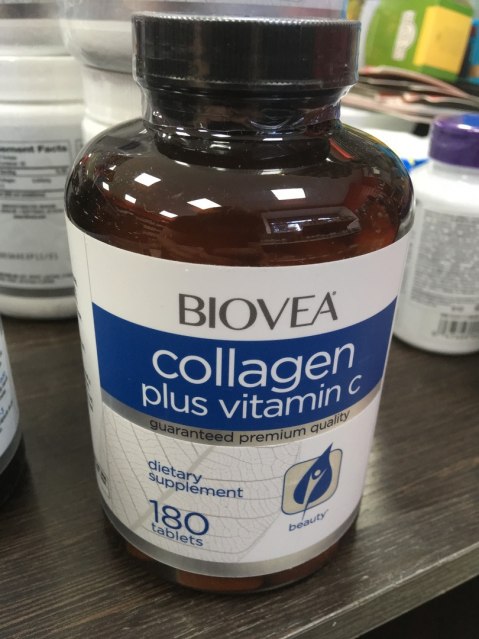 BIOVEA
collagen
plus vitamin c
guaranteed premium quality
dietary
supplement
180
tablets
beauty